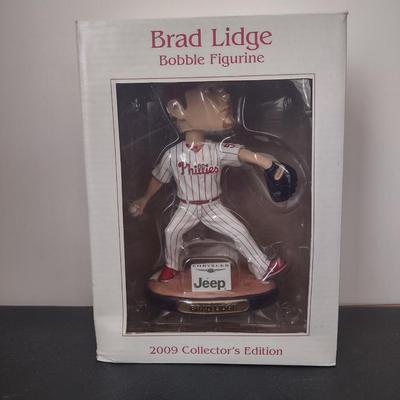 Brad Lidge
Bobble Figurine
Phillies
CHRYSLER
Jeep
BRAD LIDGE
2009 Collector's Edition